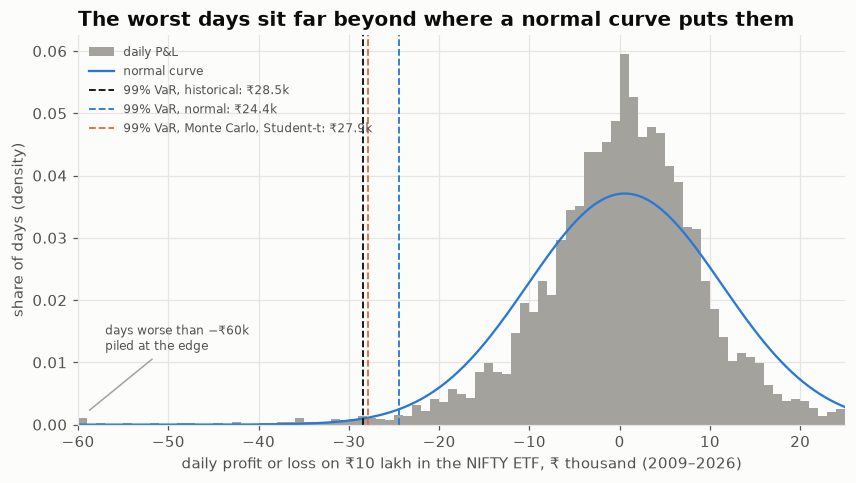 The worst days sit far beyond where a normal curve puts them
share of days (density)
0.06
0.05
0.04
0.03
0.02
0.01
0.00
daily P&L
normal curve
99% VaR, historical: ₹28.5k
99% VaR, normal: ₹24.4k
99% VaR, Monte Carlo, Student-t: ₹27.9k
days worse than −₹60k
piled at the edge
−60 −50 −40 −30 −20 −10 0 10 20
daily profit or loss on ₹10 lakh in the NIFTY ETF, ₹ thousand (2009–2026)